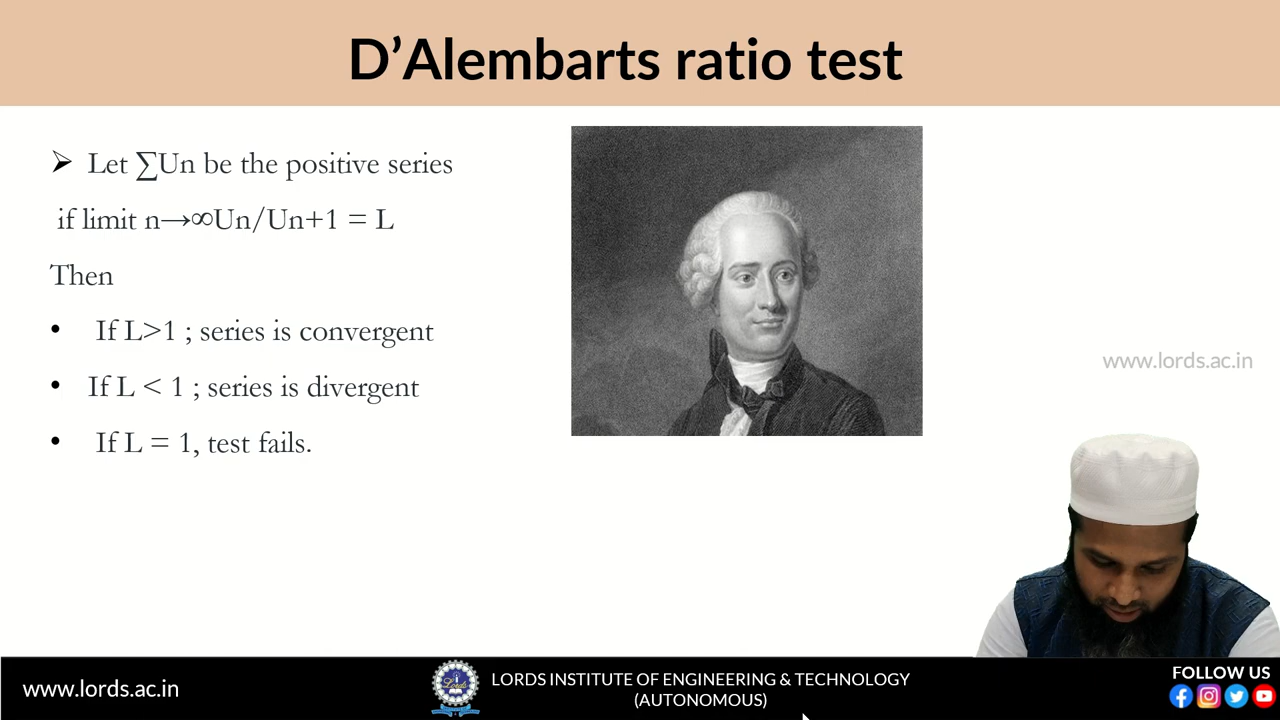 D’Alembarts ratio test
➢ Let ∑Un be the positive series
if limit n→∞Un/Un+1 = L
Then
• If L>1 ; series is convergent
• If L < 1 ; series is divergent
• If L = 1, test fails.
www.lords.ac.in
www.lords.ac.in
Lords
LORDS INSTITUTE OF ENGINEERING & TECHNOLOGY
(AUTONOMOUS)
FOLLOW US